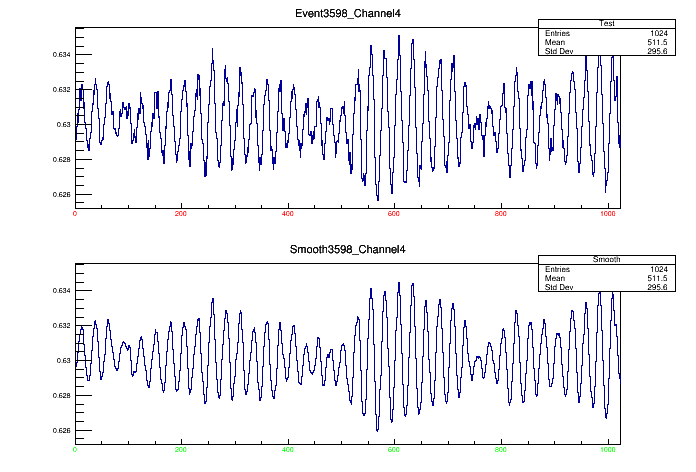 Event3598_Channel4
Test
Entries 1024
Mean 511.5
Std Dev 295.6
0.634
0.632
0.63
0.628
0.626
0 200 400 600 800 1000
Smooth3598_Channel4
Smooth
Entries 1024
Mean 511.5
Std Dev 295.6
0.634
0.632
0.63
0.628
0.626
0 200 400 600 800 1000